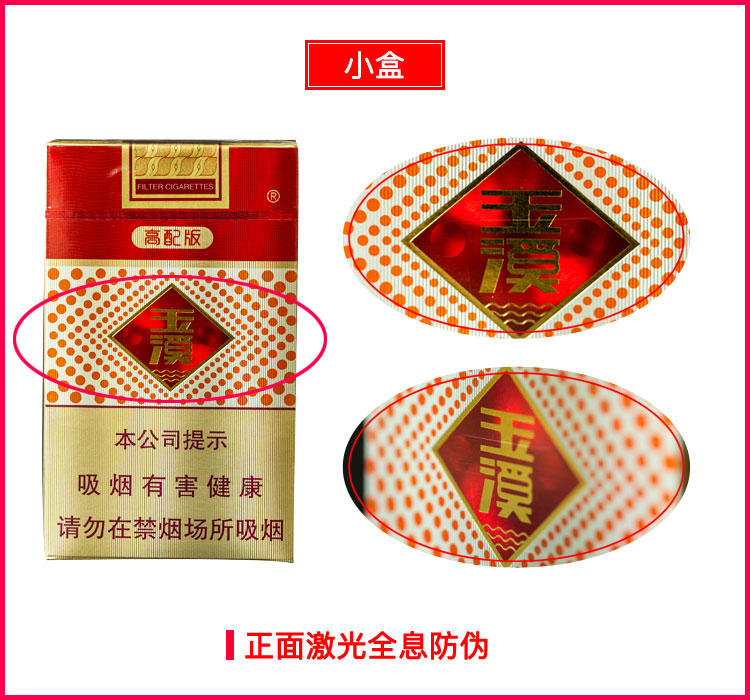 小盒
FILTER CIGARETTES
®
高配版
玉溪
本公司提示
吸烟有害健康
请勿在禁烟场所吸烟
玉溪
玉溪
正面激光全息防伪